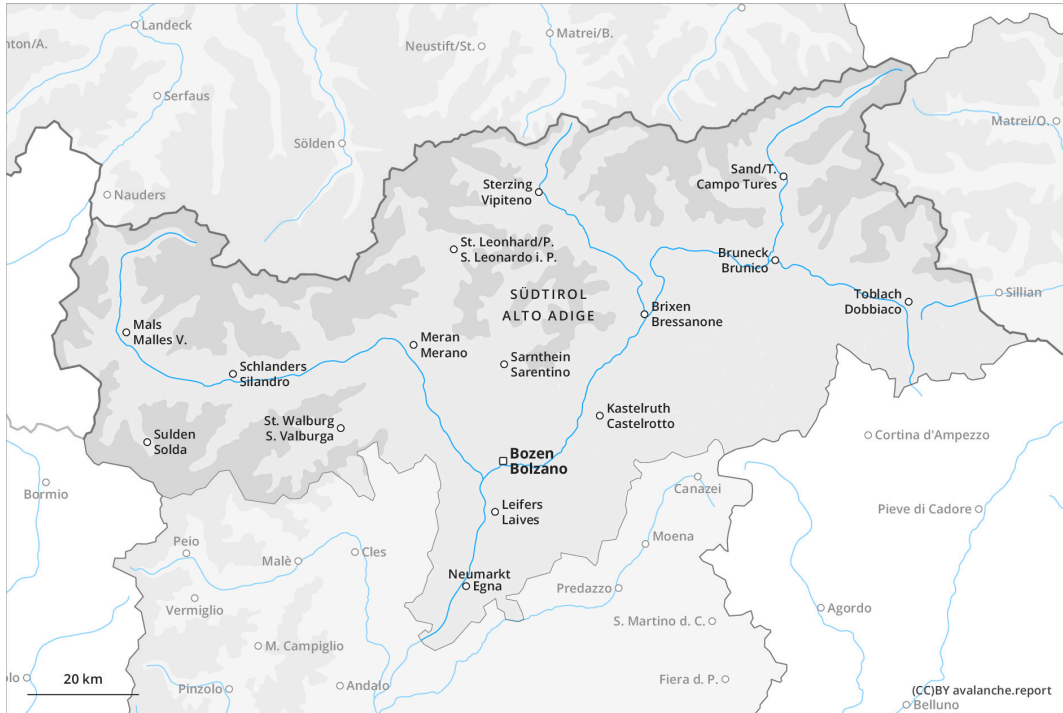 Landeck
nton/A.
Neustift/St.
Matrei/B.
Serfaus
Matrei/O.
Sölden
Sand/T.
Campo Tures
Nauders
Sterzing
Vipiteno
St. Leonhard/P.
S. Leonardo i. P.
Bruneck
Brunico
SÜDTIROL
ALTO ADIGE
Toblach
Dobbiaco
Sillian
Brixen
Bressanone
Mals
Malles V.
Meran
Merano
Sarnthein
Sarentino
Schlanders
Silandro
Kastelruth
Castelrotto
St. Walburg
S. Valburga
Sulden
Solda
Cortina d'Ampezzo
Bozen
Bolzano
Bormio
Canazei
Leifers
Laives
Pieve di Cadore
Peio
Malè
Cles
Moena
Neumarkt
Egna
Predazzo
Vermiglio
Agordo
S. Martino d. C.
M. Campiglio
olo
20 km
Pinzolo
Andalo
Fiera d. P.
(CC)BY avalanche.report
Belluno